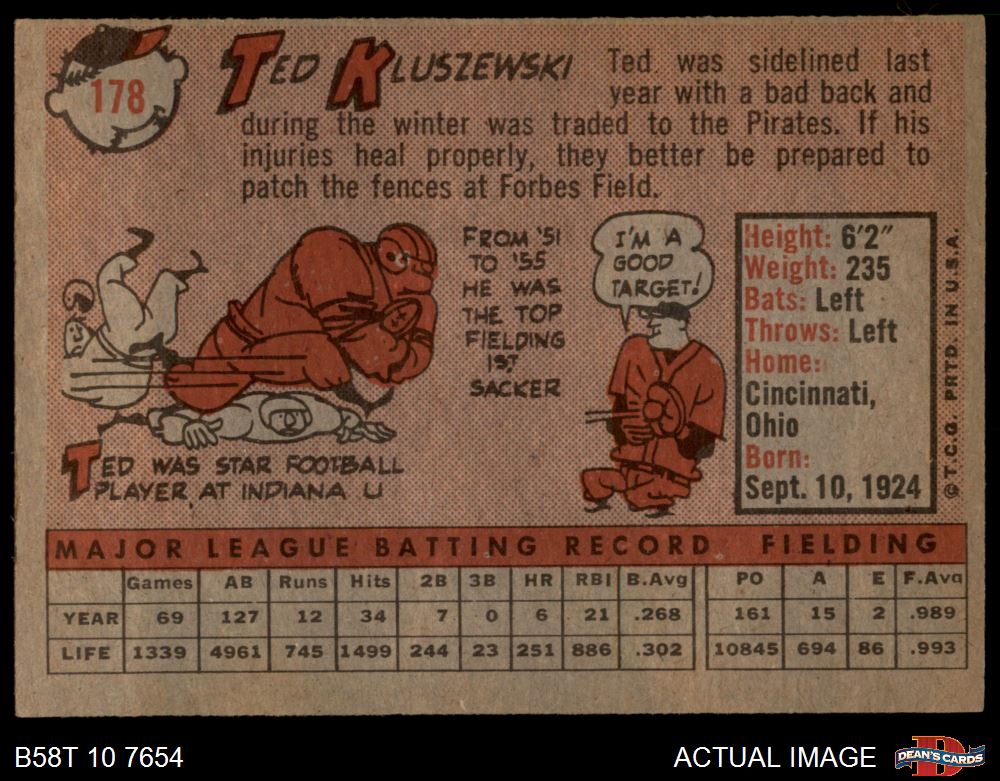 178
TED KLUSZEWSKI
Ted was sidelined last
year with a bad back and
during the winter was traded to the Pirates. If his
injuries heal properly, they better be prepared to
patch the fences at Forbes Field.
TED WAS STAR FOOTBALL
PLAYER AT INDIANA U
FROM '51
TO '55
HE WAS
THE TOP
FIELDING
1ST
SACKER
I'M A
GOOD
TARGET!
Height: 6'2"
Weight: 235
Bats: Left
Throws: Left
Home:
Cincinnati,
Ohio
Born:
Sept. 10, 1924
© T.C.G. PRTD. IN U.S.A.
MAJOR LEAGUE BATTING RECORD FIELDING
Games AB Runs Hits 2B 3B HR RBI B.Avg PO A E F.Avg
YEAR 69 127 12 34 7 0 6 21 .268 161 15 2 .989
LIFE 1339 4961 745 1499 244 23 251 886 .302 10845 694 86 .993
B58T 10 7654
ACTUAL IMAGE
D
DEAN'S CARDS